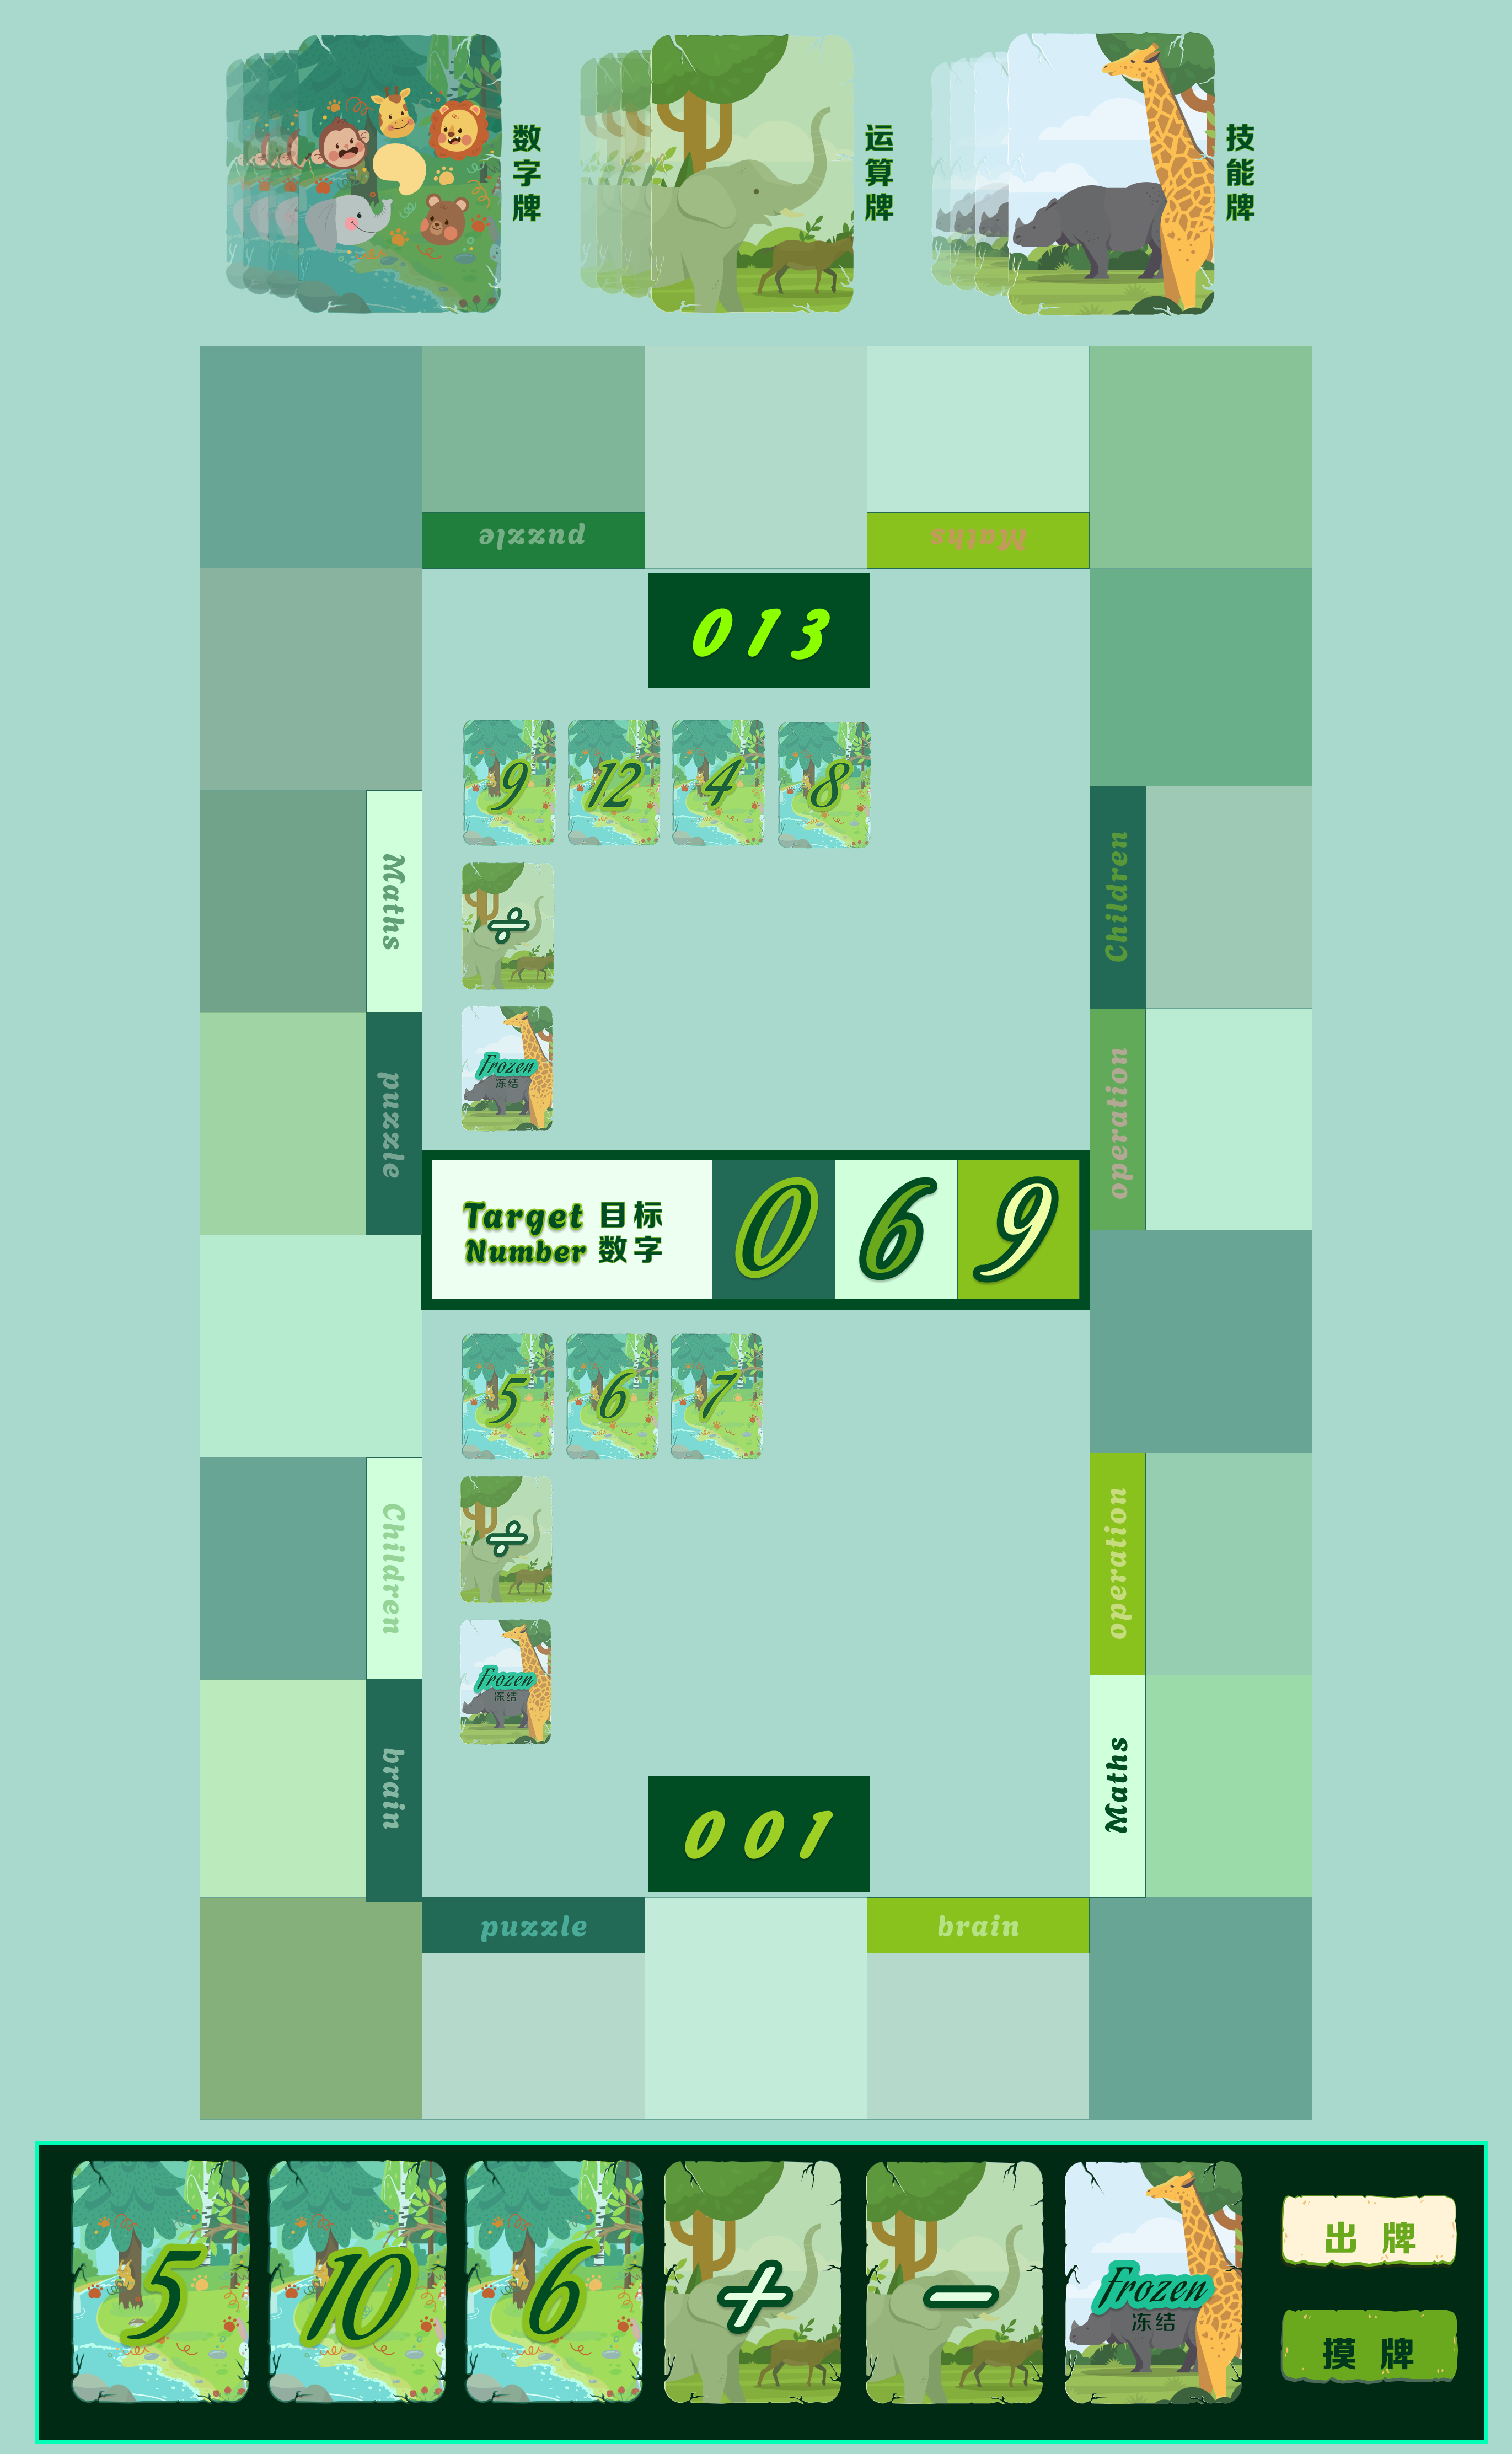 数字牌
运算牌
技能牌
puzzle
Maths
013
9 12 4 8
÷
Frozen
冻结
Maths
puzzle
Children
operation
Target 目标
Number 数字
0 6 9
5 6 7
÷
Frozen
冻结
Children
brain
operation
Maths
001
puzzle
brain
5 10 6 + −
Frozen
冻结
出牌
摸牌